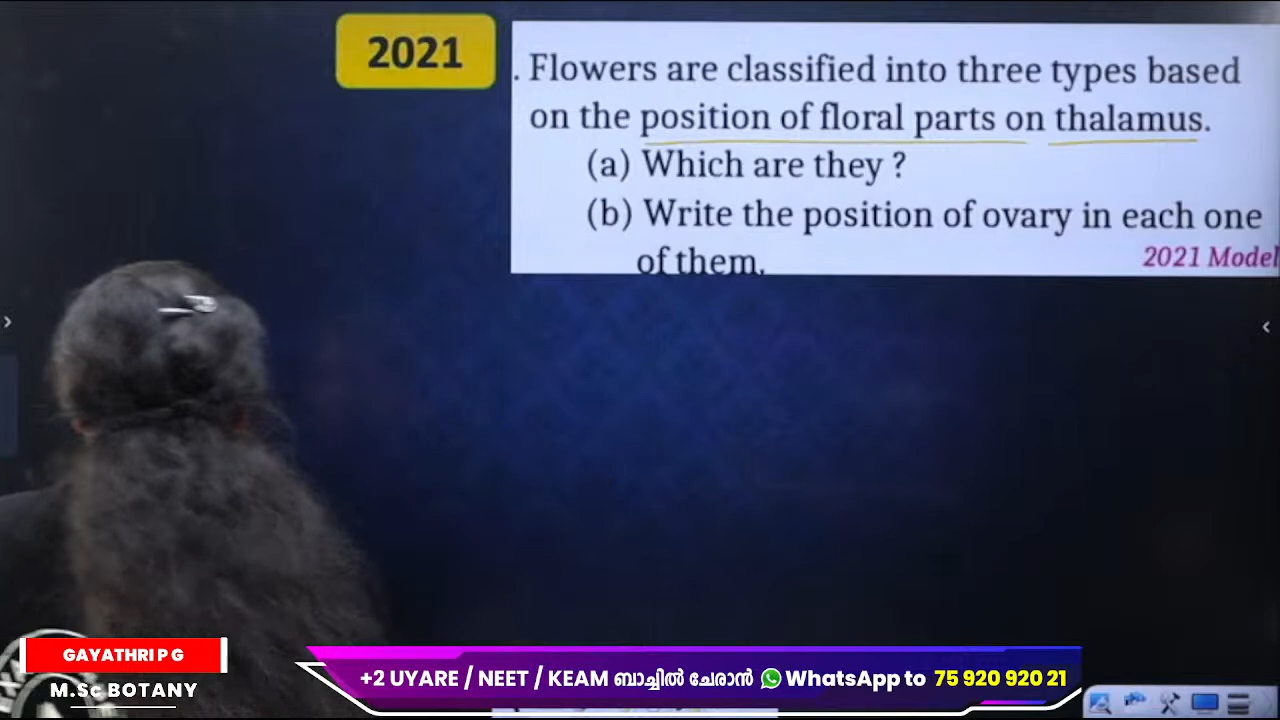 2021
. Flowers are classified into three types based
on the position of floral parts on thalamus.
(a) Which are they ?
(b) Write the position of ovary in each one
of them.
2021 Model
GAYATHRI P G
M.Sc BOTANY
+2 UYARE / NEET / KEAM ബാച്ചിൽ ചേരാൻ WhatsApp to 75 920 920 21